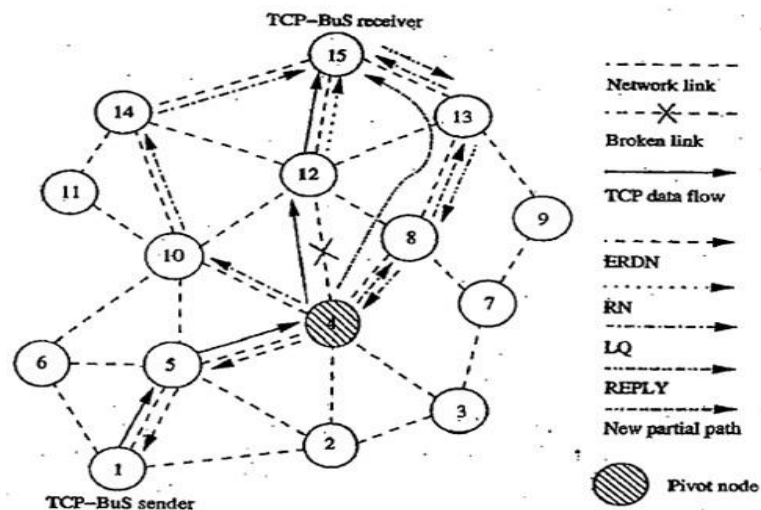 TCP-BuS receiver
15
14
13
12
11
10
9
8
7
4
6
5
3
2
1
TCP-BuS sender
Network link
Broken link
TCP data flow
ERDN
RN
LQ
REPLY
New partial path
Pivot node